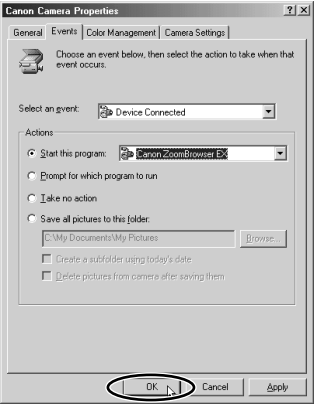 Canon Camera Properties
General Events Color Management Camera Settings
Choose an event below, then select the action to take when that
event occurs.
Select an event: Device Connected
Actions
Start this program: Canon ZoomBrowser EX
Prompt for which program to run
Take no action
Save all pictures to this folder:
C:\My Documents\My Pictures Browse...
Create a subfolder using today's date
Delete pictures from camera after saving them
OK Cancel Apply